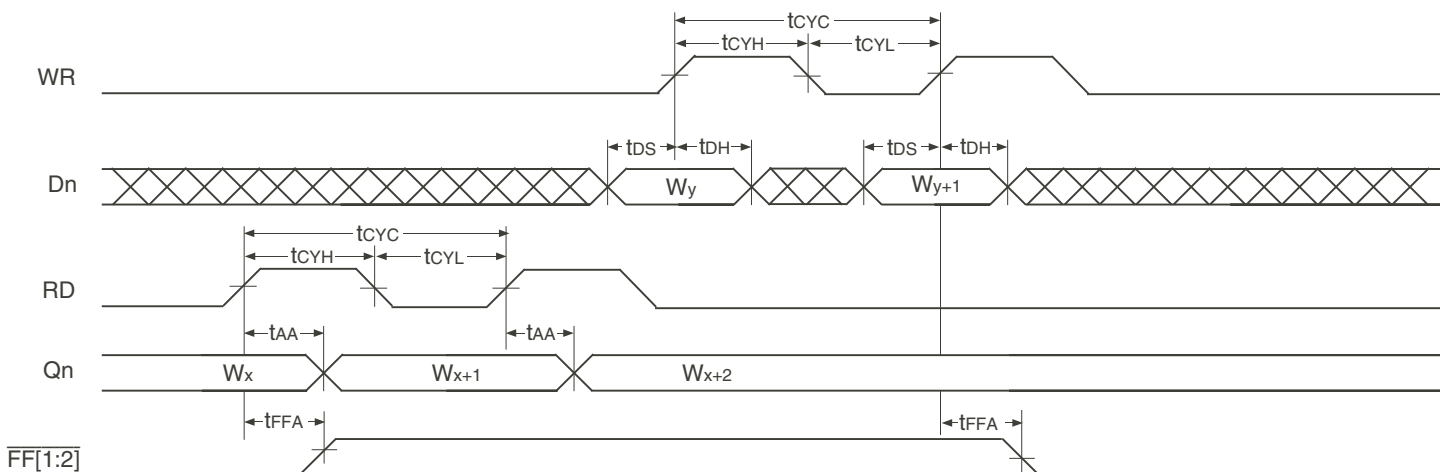 tCYC
tCYH tCYL
WR
tDS tDH tDS tDH
Dn Wy Wy+1
tCYC
tCYH tCYL
RD
tAA tAA
Qn Wx Wx+1 Wx+2
tFFA tFFA
FF[1:2]